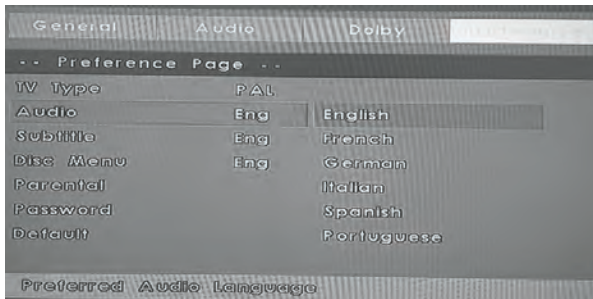 General Audio Dolby
-- Preference Page --
TV Type PAL
Audio Eng English
Subtitle Eng French
Disc Menu Eng German
Parental Italian
Password Spanish
Default Portuguese
Preferred Audio Language